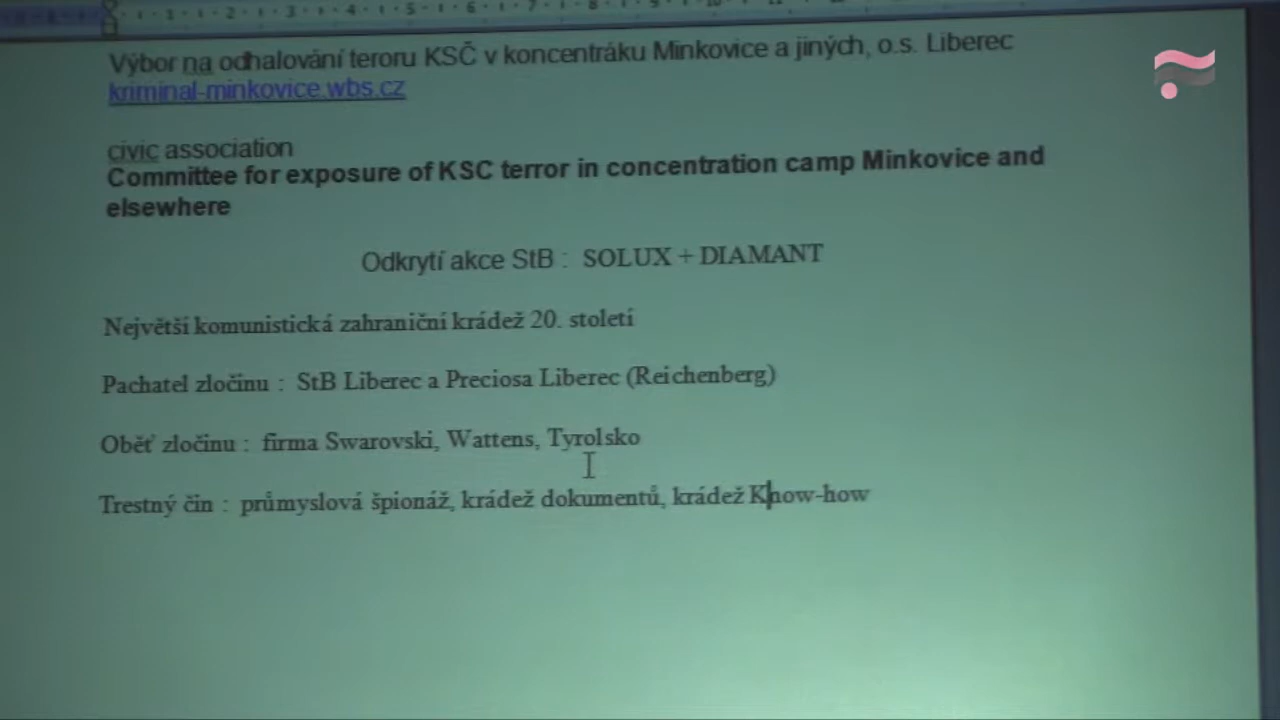 Výbor na odhalování teroru KSČ v koncentráku Minkovice a jiných, o.s. Liberec
kriminal-minkovice.wbs.cz
civic association
Committee for exposure of KSC terror in concentration camp Minkovice and
elsewhere
Odkrytí akce StB : SOLUX + DIAMANT
Největší komunistická zahraniční krádež 20. století
Pachatel zločinu : StB Liberec a Preciosa Liberec (Reichenberg)
Oběť zločinu : firma Swarovski, Wattens, Tyrolsko
Trestný čin : průmyslová špionáž, krádež dokumentů, krádež Know-how